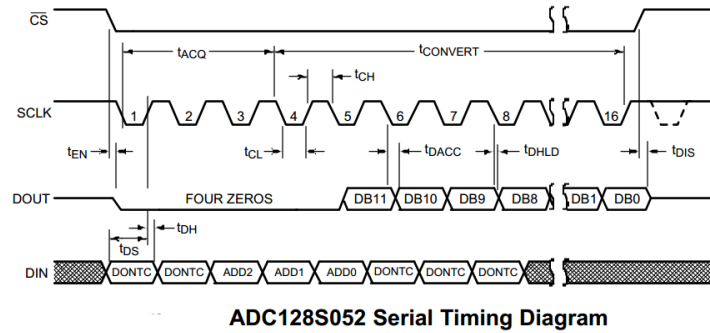 CS
tACQ tCONVERT
tCH
SCLK 1 2 3 4 5 6 7 8 16
tEN tCL tDACC tDHLD tDIS
DOUT FOUR ZEROS DB11 DB10 DB9 DB8 DB1 DB0
tDH
tDS
DIN DONTC DONTC ADD2 ADD1 ADD0 DONTC DONTC DONTC
ADC128S052 Serial Timing Diagram